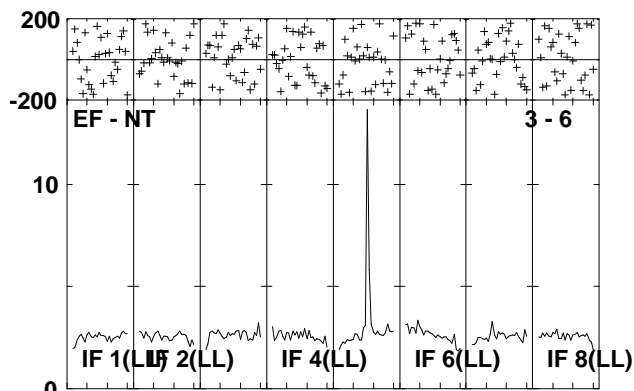 200
-200
EF - NT 3 - 6
10
IF 1(LL) IF 2(LL) IF 4(LL) IF 6(LL) IF 8(LL)
0